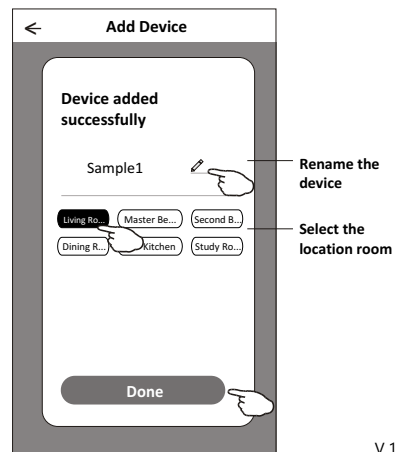 Add Device
Device added
successfully
Sample1
Rename the
device
Living Ro...
Master Be...
Second B...
Select the
location room
Dining R...
Kitchen
Study Ro...
Done
V.1